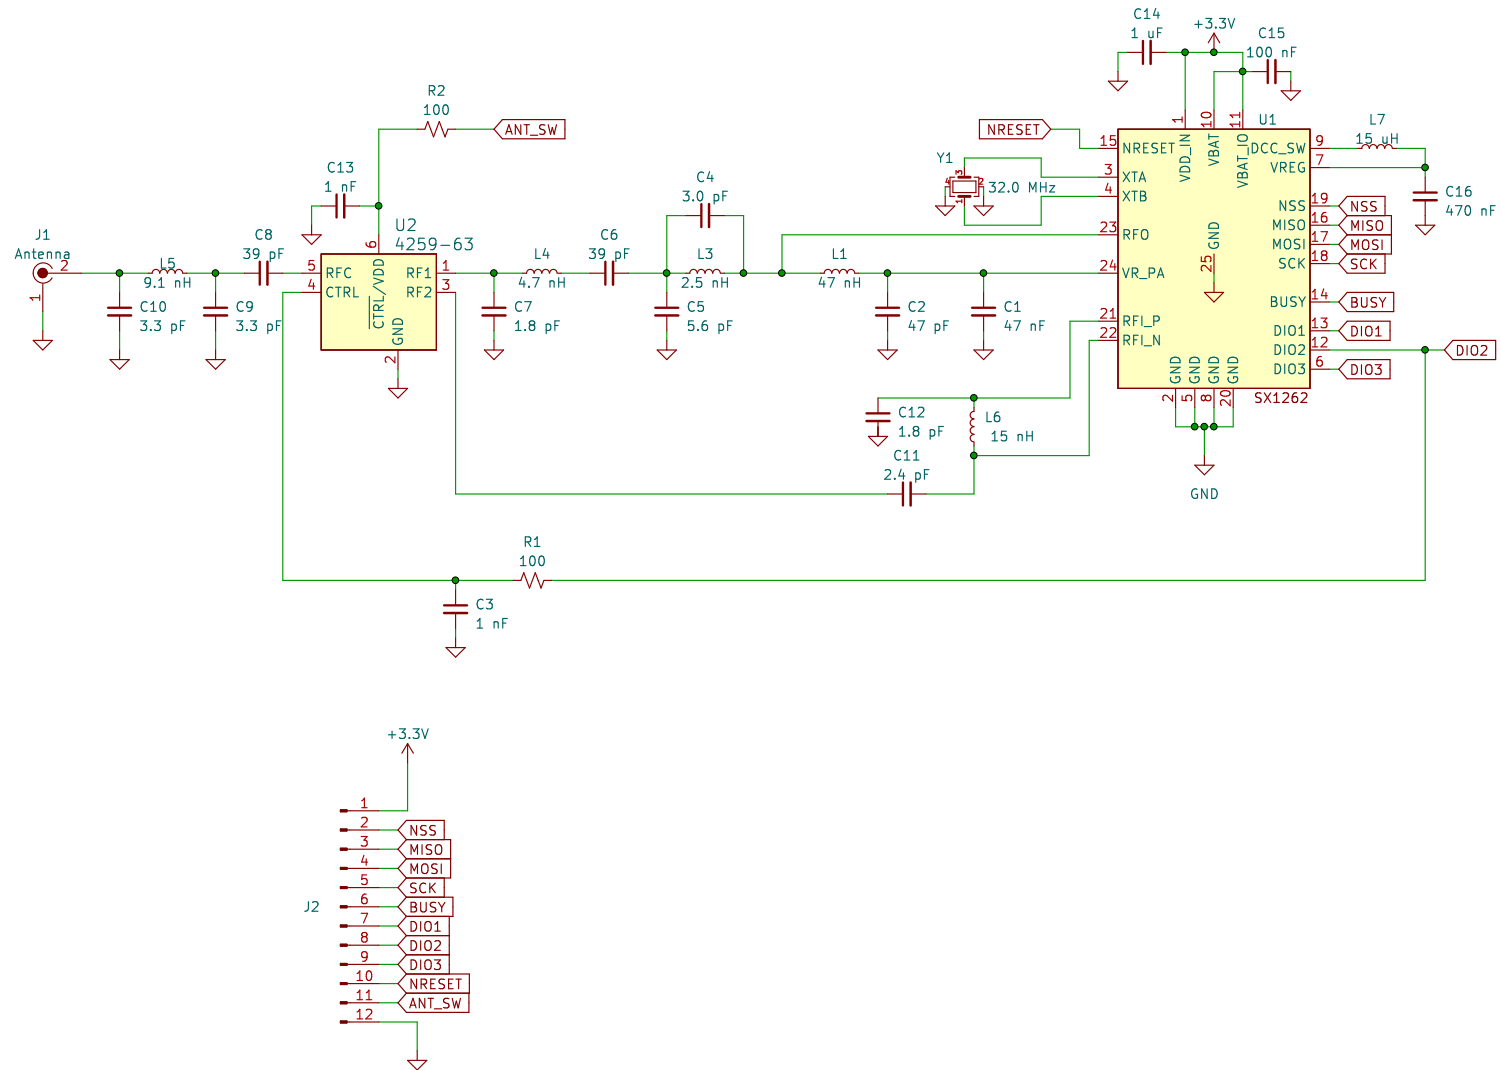 C14
1 uF
+3.3V
C15
100 nF
R2
100
ANT_SW
NRESET
U1
L7
15 uH
1
10
11
15
NRESET
VDD_IN
VBAT
VBAT_IO
DCC_SW
9
VREG
7
C13
1 nF
C4
3.0 pF
Y1
3
4
2
1
32.0 MHz
3
XTA
4
XTB
NSS
19
NSS
MISO
16
MISO
MOSI
17
MOSI
SCK
18
SCK
C16
470 nF
J1
Antenna
2
1
L5
9.1 nH
C8
39 pF
U2
4259-63
6
5
RFC
4
CTRL
CTRL/VDD
GND
RF1
1
RF2
3
2
L4
4.7 nH
C6
39 pF
L3
2.5 nH
L1
47 nH
23
RFO
24
VR_PA
GND
25
C10
3.3 pF
C9
3.3 pF
C7
1.8 pF
C5
5.6 pF
C2
47 pF
C1
47 nF
21
RFI_P
22
RFI_N
BUSY
14
BUSY
DIO1
13
DIO1
DIO2
12
DIO2
DIO3
6
DIO3
GND
GND
GND
GND
2
5
8
20
SX1262
GND
C12
1.8 pF
L6
15 nH
C11
2.4 pF
R1
100
C3
1 nF
+3.3V
J2
1
2
NSS
3
MISO
4
MOSI
5
SCK
6
BUSY
7
DIO1
8
DIO2
9
DIO3
10
NRESET
11
ANT_SW
12